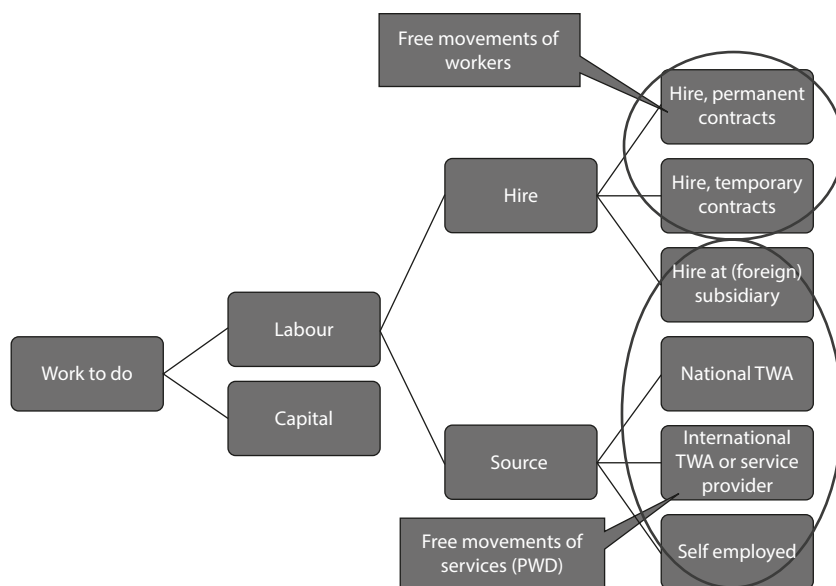 Free movements of
workers
Hire, permanent
contracts
Hire
Hire, temporary
contracts
Hire at (foreign)
subsidiary
Labour
Work to do
National TWA
Capital
Source
International
TWA or service
provider
Free movements of
services (PWD)
Self employed